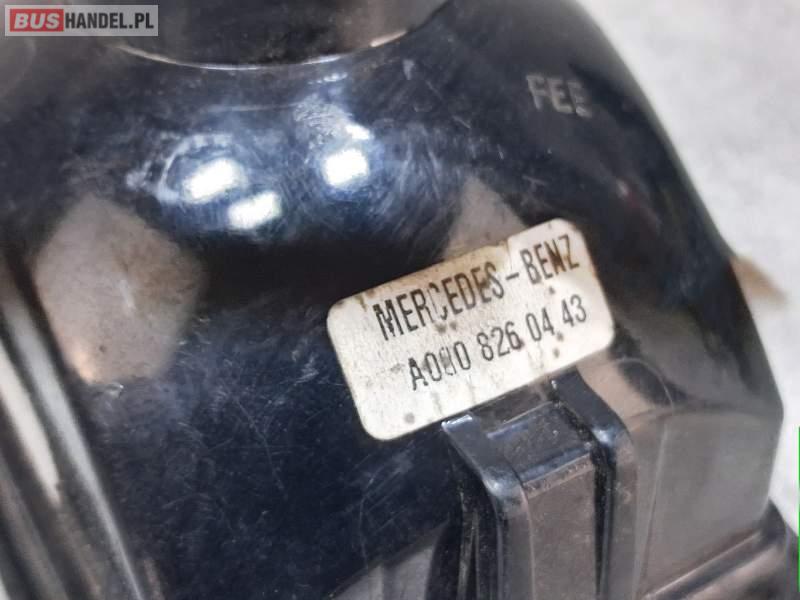 BUSHANDEL.PL
FEE
MERCEDES-BENZ
A000 826 04 43